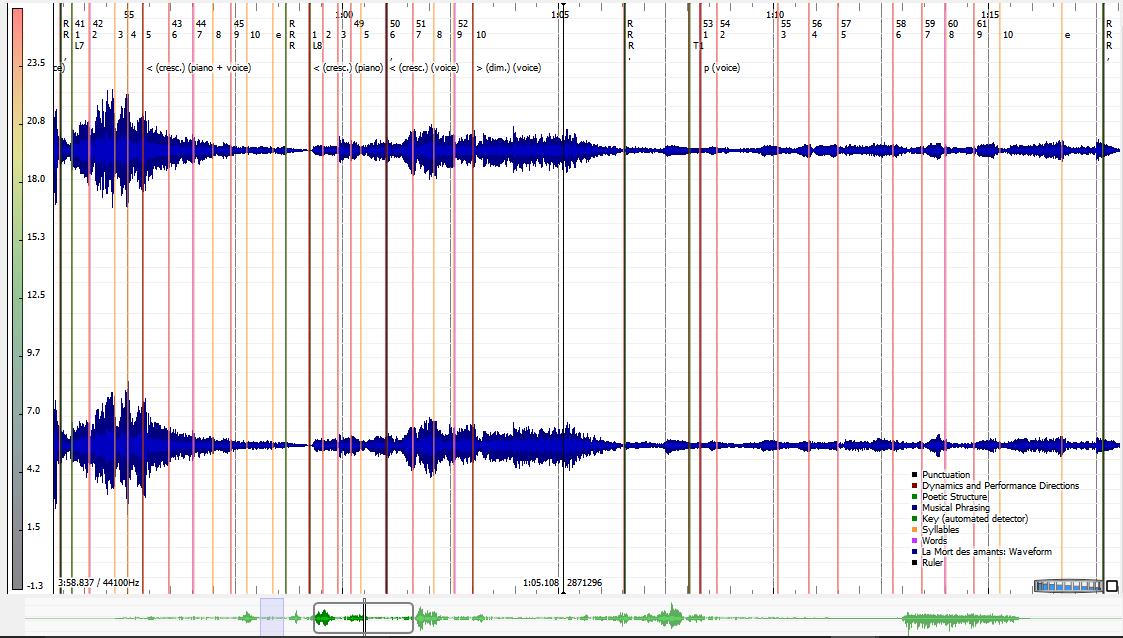 55 1:00 1:05 1:10 1:15
R 41 42 43 44 45 R 49 50 51 52 R 53 54 55 56 57 58 59 60 61 R
R 1 2 3 4 5 6 7 8 9 10 e R 1 2 3 5 6 7 8 9 10 R 1 2 3 4 5 6 7 8 9 10 e R
L7 R L8 R T1 R
, . ,
ce) < (cresc.) (piano + voice) < (cresc.) (piano) < (cresc.) (voice) > (dim.) (voice) p (voice)
23.5
20.8
18.0
15.3
12.5
9.7
7.0
4.2
1.5
-1.3
Punctuation
Dynamics and Performance Directions
Poetic Structure
Musical Phrasing
Key (automated detector)
Syllables
Words
La Mort des amants: Waveform
Ruler
3:58.837 / 44100Hz 1:05.108 2871296